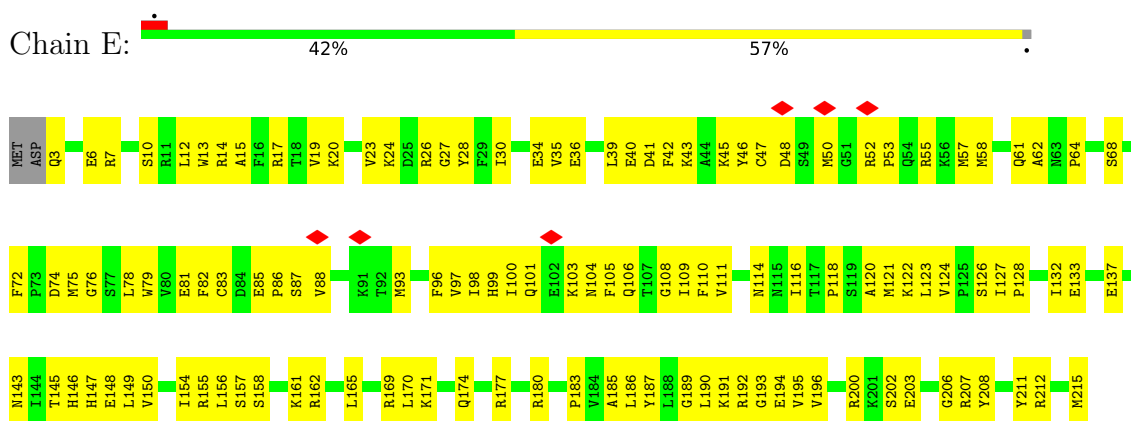 Chain E:
42%
57%
MET ASP Q3 E6 R7 S10 R11 L12 W13 R14 A15 F16 R17 T18 V19 K20 V23 K24 D25 R26 G27 Y28 F29 I30 E34 V35 E36 L39 E40 D41 F42 K43 A44 K45 Y46 C47 D48 S49 M50 G51 R52 P53 Q54 R55 K56 M57 M58 Q61 A62 N63 P64 S68
F72 P73 D74 M75 G76 S77 L78 W79 V80 E81 F82 C83 D84 E85 P86 S87 V88 K91 T92 M93 F96 V97 I98 H99 I100 Q101 E102 K103 N104 F105 Q106 T107 G108 I109 F110 V111 N114 N115 I116 T117 P118 S119 A120 M121 K122 L123 V124 P125 S126 I127 P128 I132 E133 E137
N143 I144 T145 H146 H147 E148 L149 V150 I154 R155 L156 S157 S158 K161 R162 L165 R169 L170 K171 Q174 R177 R180 P183 V184 A185 L186 Y187 L188 G189 L190 K191 R192 G193 E194 V195 V196 R200 K201 S202 E203 G206 R207 Y208 Y211 R212 M215